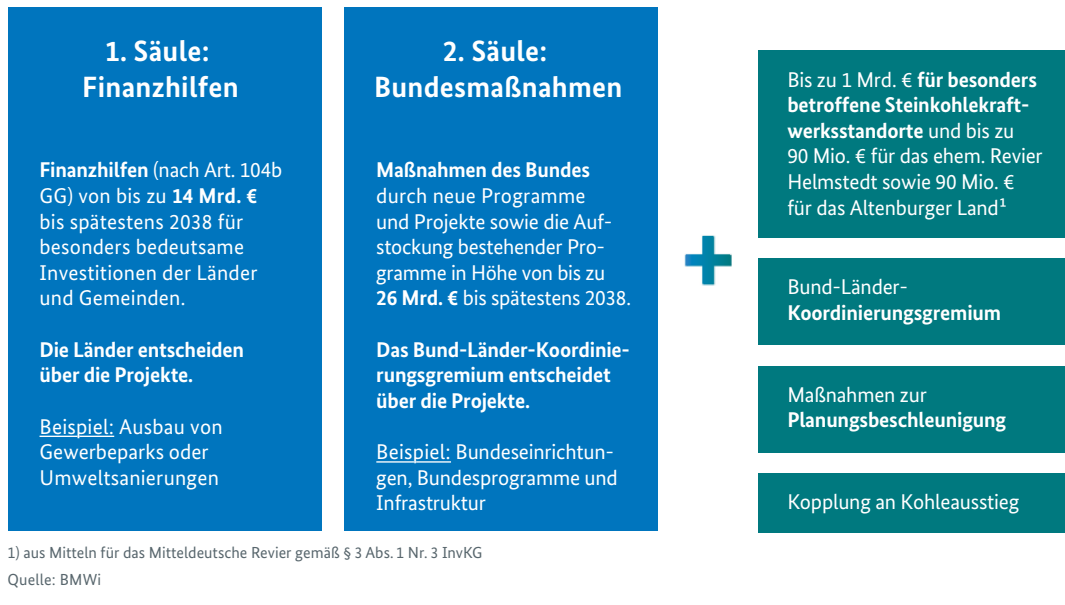 1. Säule:
Finanzhilfen
Finanzhilfen (nach Art. 104b
GG) von bis zu 14 Mrd. €
bis spätestens 2038 für
besonders bedeutsame
Investitionen der Länder
und Gemeinden.
Die Länder entscheiden
über die Projekte.
Beispiel: Ausbau von
Gewerbeparks oder
Umweltsanierungen
2. Säule:
Bundesmaßnahmen
Maßnahmen des Bundes
durch neue Programme
und Projekte sowie die Auf-
stockung bestehender Pro-
gramme in Höhe von bis zu
26 Mrd. € bis spätestens 2038.
Das Bund-Länder-Koordinie-
rungsgremium entscheidet
über die Projekte.
Beispiel: Bundeseinrichtun-
gen, Bundesprogramme und
Infrastruktur
Bis zu 1 Mrd. € für besonders
betroffene Steinkohlekraft-
werksstandorte und bis zu
90 Mio. € für das ehem. Revier
Helmstedt sowie 90 Mio. €
für das Altenburger Land¹
Bund-Länder-
Koordinierungsgremium
Maßnahmen zur
Planungsbeschleunigung
Kopplung an Kohleausstieg
1) aus Mitteln für das Mitteldeutsche Revier gemäß § 3 Abs. 1 Nr. 3 InvKG
Quelle: BMWi